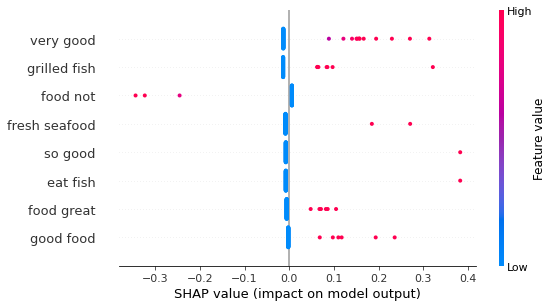 High
very good
grilled fish
food not
fresh seafood
so good
eat fish
food great
good food
Low
Feature value
−0.3 −0.2 −0.1 0.0 0.1 0.2 0.3 0.4
SHAP value (impact on model output)